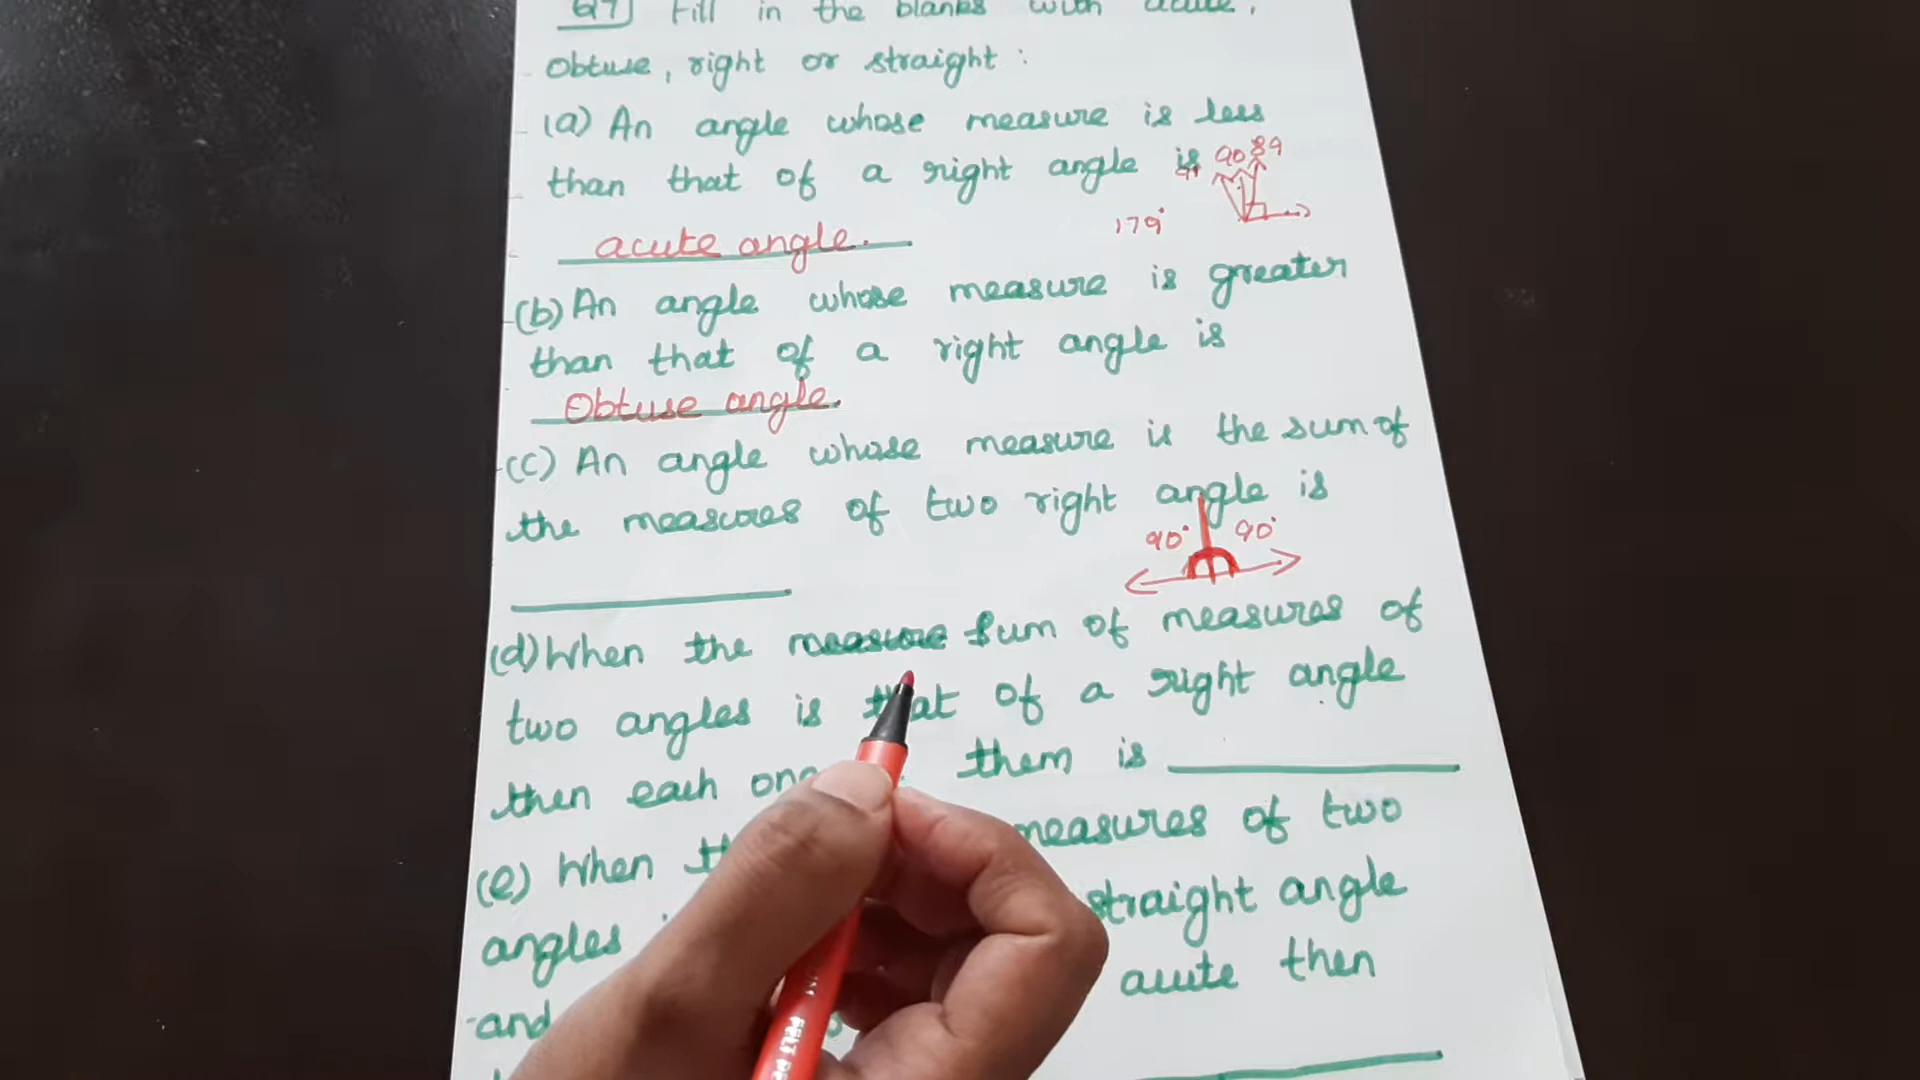 Q7 Fill in the blanks with acute,
obtuse, right or straight :
(a) An angle whose measure is less
than that of a right angle is
90 89
179°
acute angle.
(b) An angle whose measure is greater
than that of a right angle is
Obtuse angle.
(c) An angle whose measure is the sum of
the measures of two right angle is
90° 90°
(d) When the measure Sum of measures of
two angles is that of a right angle
then each one them is
(e) When measures of two
angles straight angle
and acute then
FELT PE